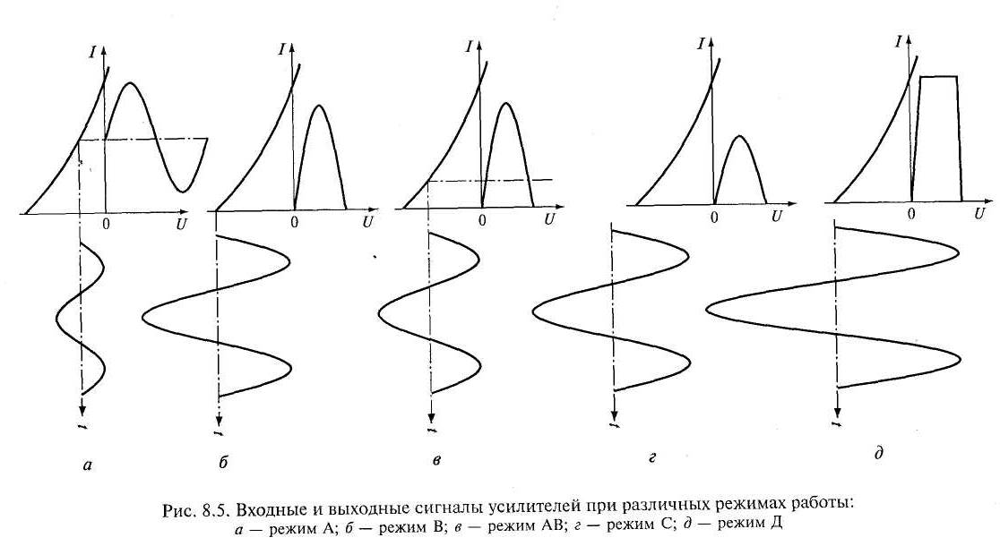 I I I I I
0 U 0 U 0 U 0 U 0 U
t t t t t
а б в г д
Рис. 8.5. Входные и выходные сигналы усилителей при различных режимах работы:
а — режим А; б — режим В; в — режим АВ; г — режим С; д — режим Д